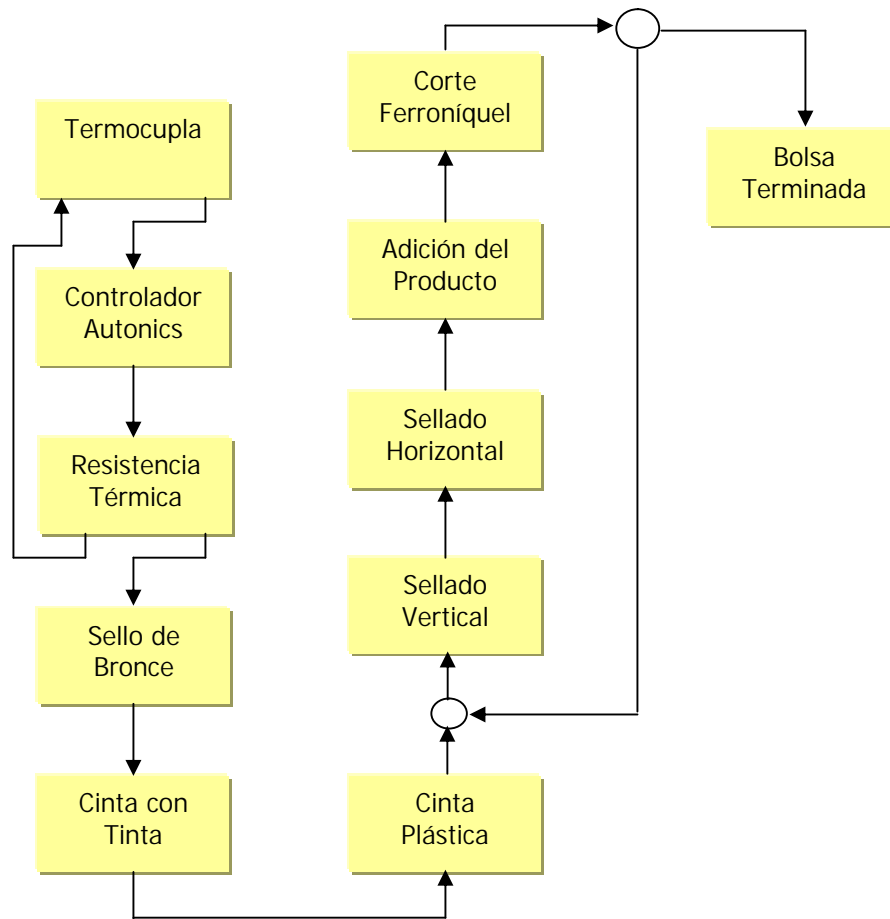 Termocupla
Controlador
Autonics
Resistencia
Térmica
Sello de
Bronce
Cinta con
Tinta
Cinta
Plástica
Sellado
Vertical
Sellado
Horizontal
Adición del
Producto
Corte
Ferroníquel
Bolsa
Terminada